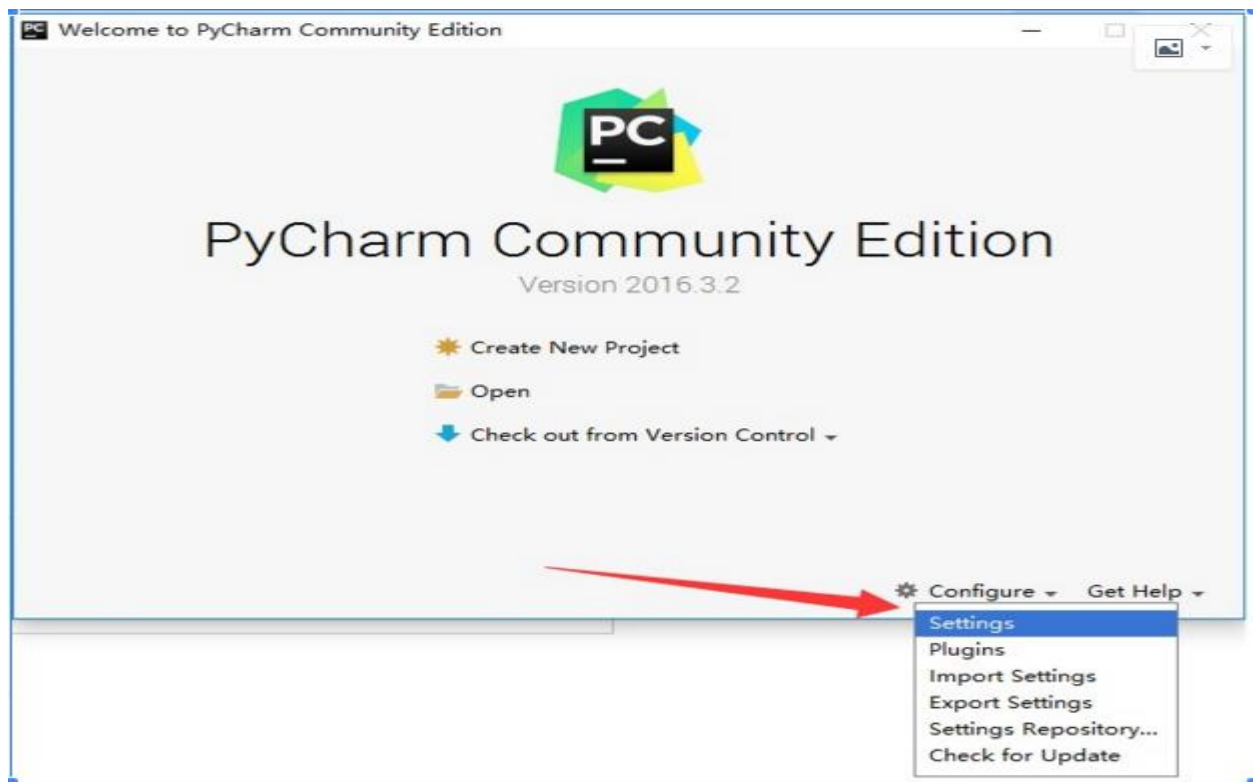 Welcome to PyCharm Community Edition
PC
PyCharm Community Edition
Version 2016.3.2
Create New Project
Open
Check out from Version Control
Configure Get Help
Settings
Plugins
Import Settings
Export Settings
Settings Repository...
Check for Update